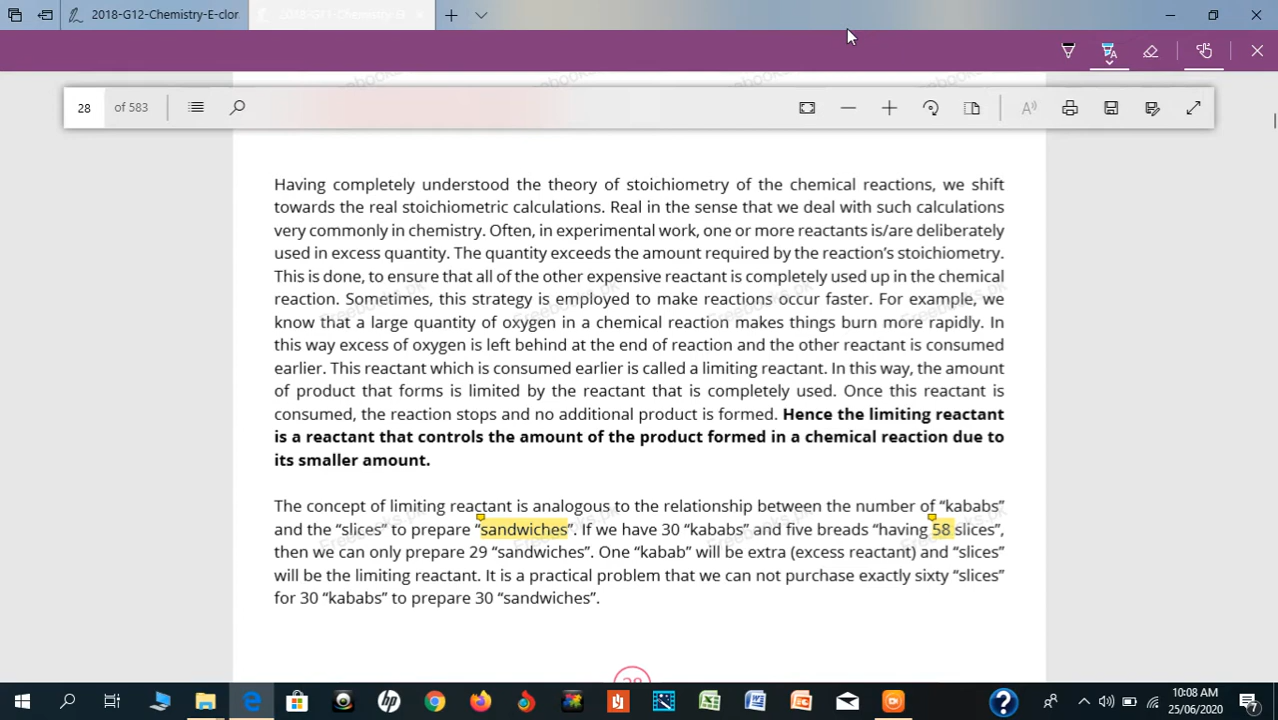 2018-G12-Chemistry-E-clor
2018-G11-Chemistry-E
28 of 583
Having completely understood the theory of stoichiometry of the chemical reactions, we shift
towards the real stoichiometric calculations. Real in the sense that we deal with such calculations
very commonly in chemistry. Often, in experimental work, one or more reactants is/are deliberately
used in excess quantity. The quantity exceeds the amount required by the reaction's stoichiometry.
This is done, to ensure that all of the other expensive reactant is completely used up in the chemical
reaction. Sometimes, this strategy is employed to make reactions occur faster. For example, we
know that a large quantity of oxygen in a chemical reaction makes things burn more rapidly. In
this way excess of oxygen is left behind at the end of reaction and the other reactant is consumed
earlier. This reactant which is consumed earlier is called a limiting reactant. In this way, the amount
of product that forms is limited by the reactant that is completely used. Once this reactant is
consumed, the reaction stops and no additional product is formed. Hence the limiting reactant
is a reactant that controls the amount of the product formed in a chemical reaction due to
its smaller amount.
The concept of limiting reactant is analogous to the relationship between the number of “kababs”
and the “slices” to prepare “sandwiches”. If we have 30 “kababs” and five breads “having 58 slices”,
then we can only prepare 29 “sandwiches”. One “kabab” will be extra (excess reactant) and “slices”
will be the limiting reactant. It is a practical problem that we can not purchase exactly sixty “slices”
for 30 “kababs” to prepare 30 “sandwiches”.
28
Freebooks.pk
10:08 AM
25/06/2020
7